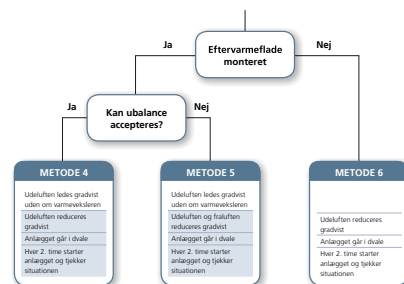 Eftervarmeflade
monteret
Ja
Nej
Kan ubalance
accepteres?
Ja
Nej
METODE 4
Udeluften ledes gradvist
uden om varmeveksleren
Udeluften reduceres
gradvist
Anlægget går i dvale
Hver 2. time starter
anlægget og tjekker
situationen
METODE 5
Udeluften ledes gradvist
uden om varmeveksleren
Udeluften og fraluften
reduceres gradvist
Anlægget går i dvale
Hver 2. time starter
anlægget og tjekker
situationen
METODE 6
Udeluften reduceres
gradvist
Anlægget går i dvale
Hver 2. time starter
anlægget og tjekker
situationen